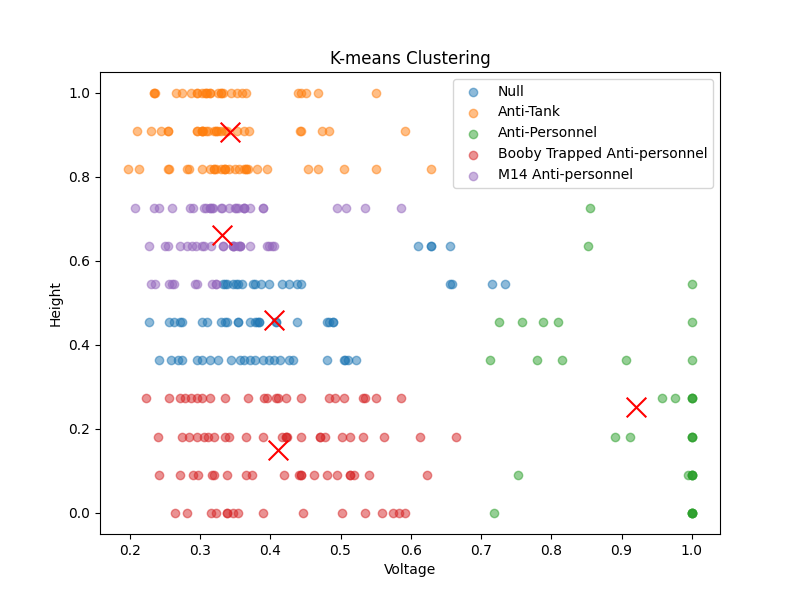 K-means Clustering
Null
Anti-Tank
Anti-Personnel
Booby Trapped Anti-personnel
M14 Anti-personnel
1.0
0.8
0.6
0.4
0.2
0.0
Height
0.2 0.3 0.4 0.5 0.6 0.7 0.8 0.9 1.0
Voltage